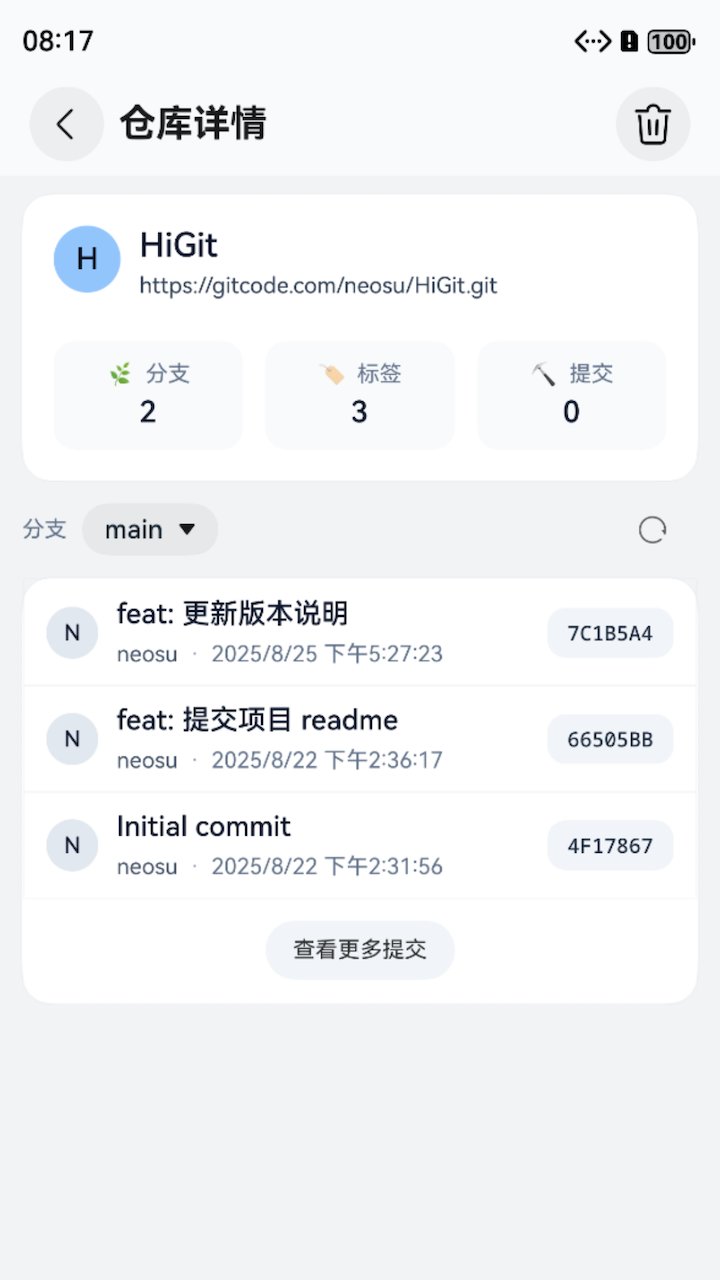 08:17
100
仓库详情
H
HiGit
https://gitcode.com/neosu/HiGit.git
分支
2
标签
3
提交
0
分支 main
N
feat: 更新版本说明
neosu · 2025/8/25 下午5:27:23
7C1B5A4
N
feat: 提交项目 readme
neosu · 2025/8/22 下午2:36:17
66505BB
N
Initial commit
neosu · 2025/8/22 下午2:31:56
4F17867
查看更多提交